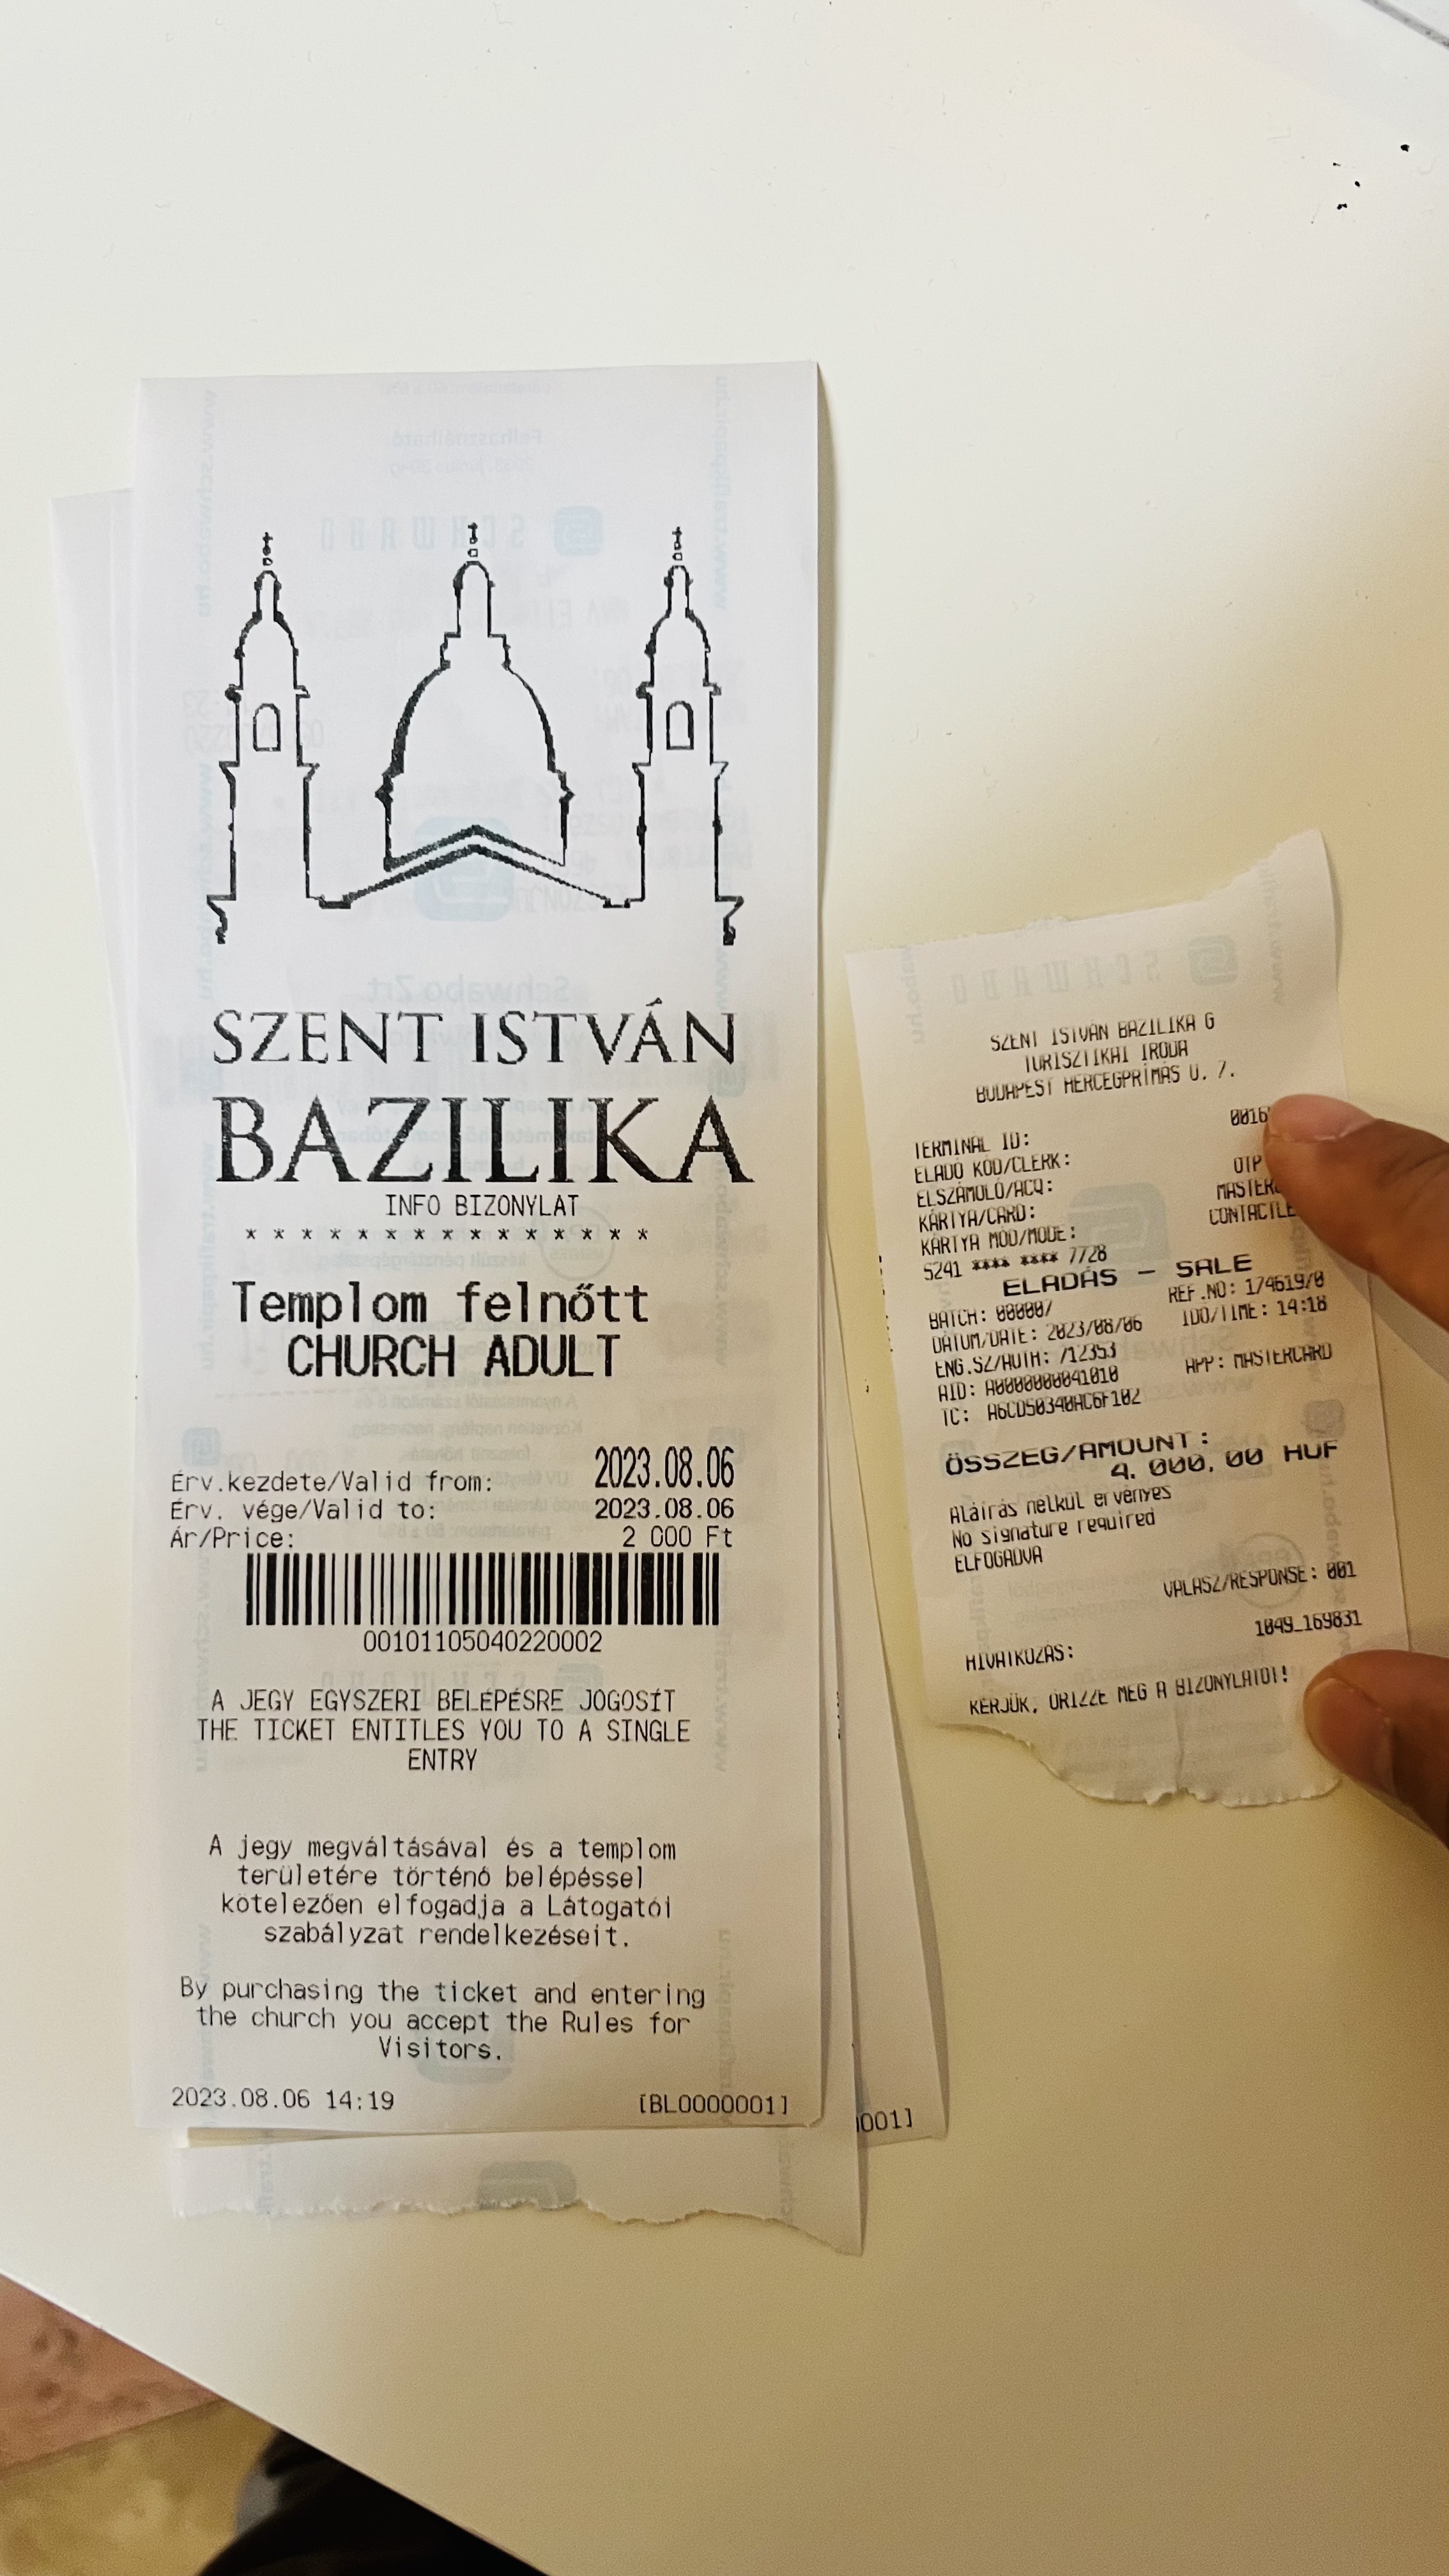 SZENT ISTVÁN
BAZILIKA
INFO BIZONYLAT
* * * * * * * * * * * * * * *
Templom felnőtt
CHURCH ADULT
Érv.kezdete/Valid from: 2023.08.06
Érv. vége/Valid to: 2023.08.06
Ár/Price: 2 000 Ft
00101105040220002
A JEGY EGYSZERI BELÉPÉSRE JOGOSÍT
THE TICKET ENTITLES YOU TO A SINGLE
ENTRY
A jegy megváltásával és a templom
területére történő belépéssel
kötelezően elfogadja a Látogatói
szabályzat rendelkezéseit.
By purchasing the ticket and entering
the church you accept the Rules for
Visitors.
2023.08.06 14:19 [BL0000001]
001]
SZENT ISTVÁN BAZILIKA G
TURISZTIKAI IRODA
BUDAPEST HERCEGPRÍMÁS U. 7.
TERMINÁL ID: 0016
ELADÓ KÓD/CLERK:
ELSZÁMOLÓ/ACQ: OTP
KÁRTYA/CARD: MASTERC
KÁRTYA MÓD/MODE: CONTACTLE
5241 **** **** 7728
ELADÁS - SALE
BATCH: 000007 REF.NO: 174619/0
DÁTUM/DATE: 2023/08/06 IDŐ/TIME: 14:18
ENG.SZ/AUTH: 712353
AID: A0000000041010 APP: MASTERCARD
TC: A6CD50340AC6F102
ÖSSZEG/AMOUNT:
4. 000,00 HUF
Aláírás nélkül érvényes
No signature required
ELFOGADVA
VÁLASZ/RESPONSE: 001
1049_169831
HIVATKOZÁS:
KÉRJÜK, ŐRIZZE MEG A BIZONYLATOT!